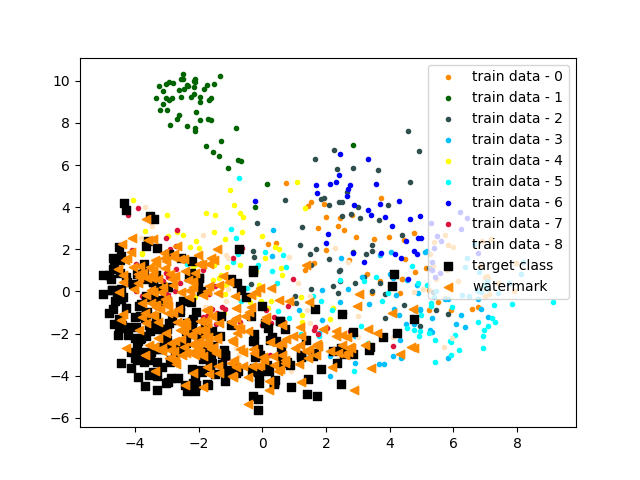 train data - 0
train data - 1
train data - 2
train data - 3
train data - 4
train data - 5
train data - 6
train data - 7
train data - 8
target class
watermark
10
8
6
4
2
0
−2
−4
−6
−4
−2
0
2
4
6
8